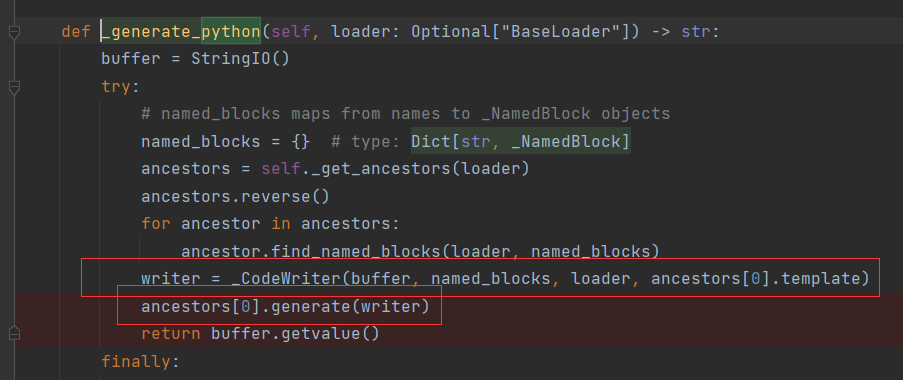 def _generate_python(self, loader: Optional["BaseLoader"]) -> str:
buffer = StringIO()
try:
# named_blocks maps from names to _NamedBlock objects
named_blocks = {}  # type: Dict[str, _NamedBlock]
ancestors = self._get_ancestors(loader)
ancestors.reverse()
for ancestor in ancestors:
ancestor.find_named_blocks(loader, named_blocks)
writer = _CodeWriter(buffer, named_blocks, loader, ancestors[0].template)
ancestors[0].generate(writer)
return buffer.getvalue()
finally: